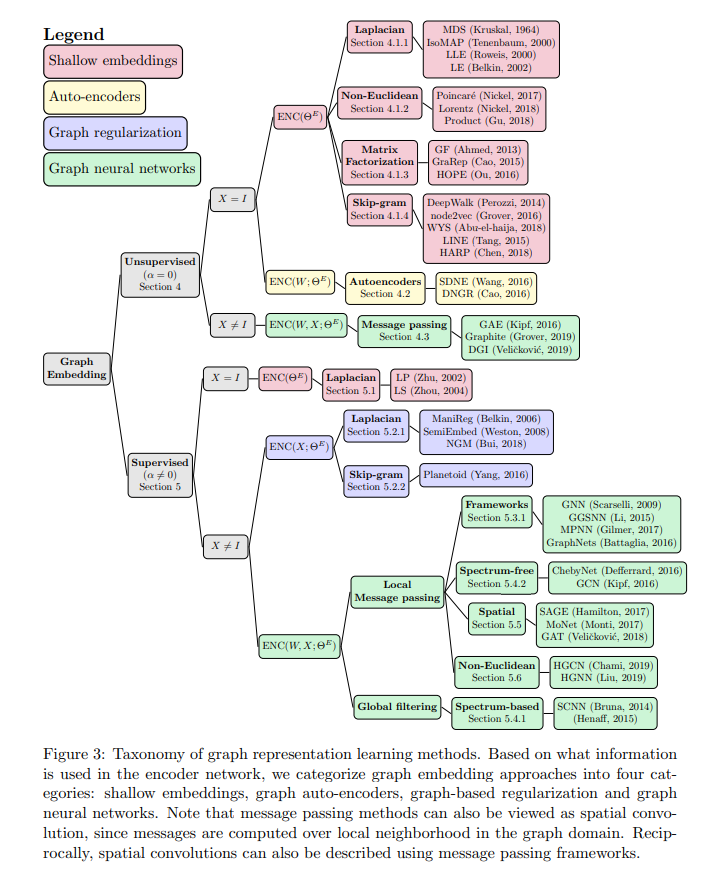 Legend
Shallow embeddings
Auto-encoders
Graph regularization
Graph neural networks
Graph
Embedding
Unsupervised
(α = 0)
Section 4
X = I
ENC(Θ^E)
Laplacian
Section 4.1.1
MDS (Kruskal, 1964)
IsoMAP (Tenenbaum, 2000)
LLE (Roweis, 2000)
LE (Belkin, 2002)
Non-Euclidean
Section 4.1.2
Poincaré (Nickel, 2017)
Lorentz (Nickel, 2018)
Product (Gu, 2018)
Matrix
Factorization
Section 4.1.3
GF (Ahmed, 2013)
GraRep (Cao, 2015)
HOPE (Ou, 2016)
Skip-gram
Section 4.1.4
DeepWalk (Perozzi, 2014)
node2vec (Grover, 2016)
WYS (Abu-el-haija, 2018)
LINE (Tang, 2015)
HARP (Chen, 2018)
ENC(W; Θ^E)
Autoencoders
Section 4.2
SDNE (Wang, 2016)
DNGR (Cao, 2016)
X ≠ I
ENC(W, X; Θ^E)
Message passing
Section 4.3
GAE (Kipf, 2016)
Graphite (Grover, 2019)
DGI (Veličković, 2019)
Supervised
(α ≠ 0)
Section 5
X = I
ENC(Θ^E)
Laplacian
Section 5.1
LP (Zhu, 2002)
LS (Zhou, 2004)
X ≠ I
ENC(X; Θ^E)
Laplacian
Section 5.2.1
ManiReg (Belkin, 2006)
SemiEmbed (Weston, 2008)
NGM (Bui, 2018)
Skip-gram
Section 5.2.2
Planetoid (Yang, 2016)
ENC(W, X; Θ^E)
Local
Message passing
Frameworks
Section 5.3.1
GNN (Scarselli, 2009)
GGSNN (Li, 2015)
MPNN (Gilmer, 2017)
GraphNets (Battaglia, 2016)
Spectrum-free
Section 5.4.2
ChebyNet (Defferrard, 2016)
GCN (Kipf, 2016)
Spatial
Section 5.5
SAGE (Hamilton, 2017)
MoNet (Monti, 2017)
GAT (Veličković, 2018)
Non-Euclidean
Section 5.6
HGCN (Chami, 2019)
HGNN (Liu, 2019)
Global filtering
Spectrum-based
Section 5.4.1
SCNN (Bruna, 2014)
(Henaff, 2015)
Figure 3: Taxonomy of graph representation learning methods. Based on what information
is used in the encoder network, we categorize graph embedding approaches into four cat-
egories: shallow embeddings, graph auto-encoders, graph-based regularization and graph
neural networks. Note that message passing methods can also be viewed as spatial convo-
lution, since messages are computed over local neighborhood in the graph domain. Recip-
rocally, spatial convolutions can also be described using message passing frameworks.